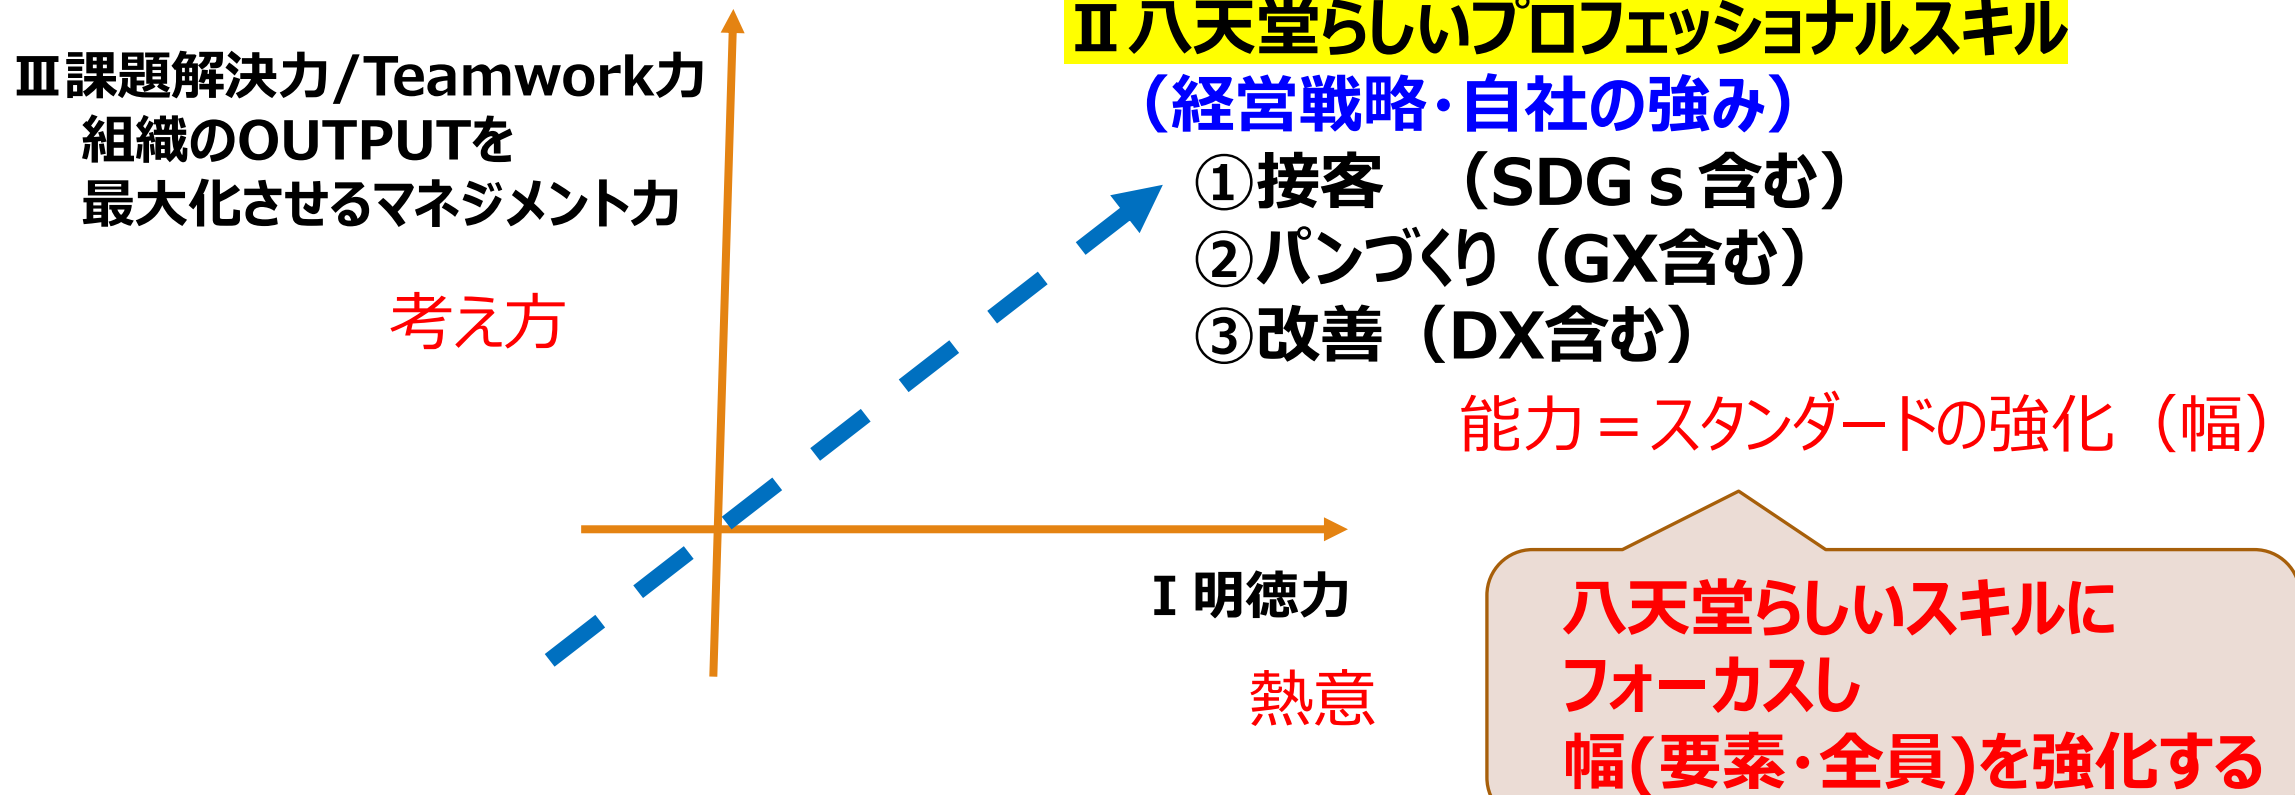 Ⅲ課題解決力/Teamwork力
組織のOUTPUTを
最大化させるマネジメント力
考え方
Ⅱ八天堂らしいプロフェッショナルスキル
（経営戦略・自社の強み）
①接客　（SDGｓ含む）
②パンづくり（GX含む）
③改善（DX含む）
能力＝スタンダードの強化（幅）
Ⅰ明徳力
熱意
八天堂らしいスキルに
フォーカスし
幅(要素・全員)を強化する